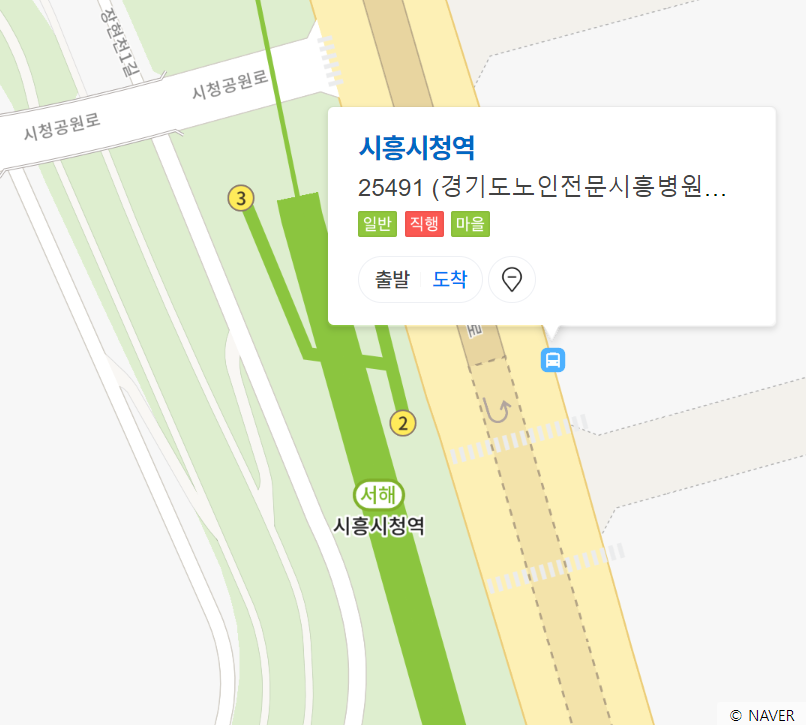 장현천1길
시청공원로
시청공원로
시흥시청역
25491 (경기도노인전문시흥병원...
일반 직행 마을
출발 도착
3
로
2
서해
시흥시청역
© NAVER